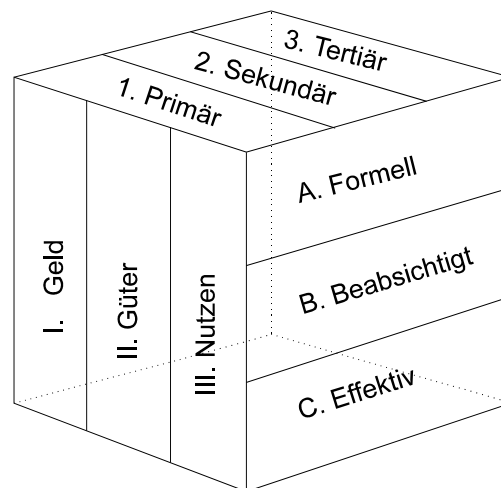 3. Tertiär
2. Sekundär
1. Primär
A. Formell
B. Beabsichtigt
C. Effektiv
I. Geld
II. Güter
III. Nutzen